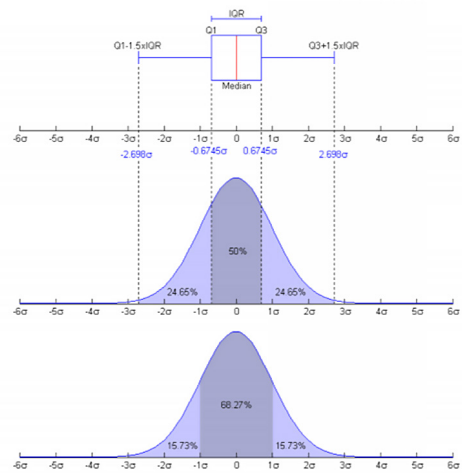 IQR
Q1 Q3
Q1-1.5xIQR Q3+1.5xIQR
Median
-6σ -5σ -4σ -3σ -2σ -1σ 0 1σ 2σ 3σ 4σ 5σ 6σ
-2.698σ -0.6745σ 0.6745σ 2.698σ
50%
24.65% 24.65%
-6σ -5σ -4σ -3σ -2σ -1σ 0 1σ 2σ 3σ 4σ 5σ 6σ
68.27%
15.73% 15.73%
-6σ -5σ -4σ -3σ -2σ -1σ 0 1σ 2σ 3σ 4σ 5σ 6σ